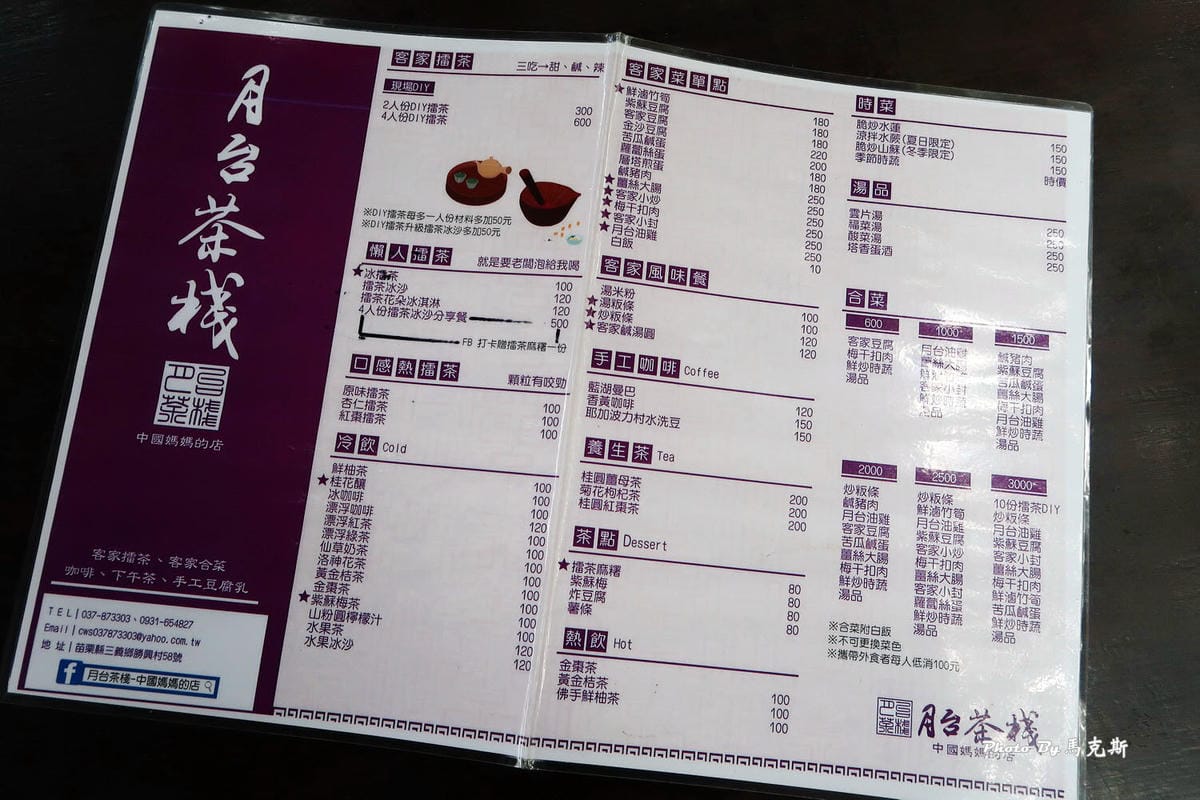 月台茶棧
中國媽媽的店
客家擂茶、客家合菜
咖啡、下午茶、手工豆腐乳
TEL｜037-873303、0931-654827
Email｜cws037873303@yahoo.com.tw
地 址｜苗栗縣三義鄉勝興村58號
月台茶棧-中國媽媽的店
客家擂茶 三吃→甜、鹹、辣
現場DIY
2人份DIY擂茶 300
4人份DIY擂茶 600
※DIY擂茶每多一人份材料多加50元
※DIY擂茶升級擂茶冰沙多加50元
懶人擂茶 就是要老闆泡給我喝
★冰擂茶 100
擂茶冰沙 120
擂茶花朵冰淇淋 120
4人份擂茶冰沙分享餐 500
FB 打卡贈擂茶麻糬一份
口感熱擂茶 顆粒有咬勁
原味擂茶 100
杏仁擂茶 100
紅棗擂茶 100
冷飲 Cold
鮮柚茶 100
★桂花釀 100
冰咖啡 100
漂浮咖啡 120
漂浮紅茶 100
漂浮綠茶 100
仙草奶茶 100
洛神花茶 100
黃金桔茶 100
金棗茶 100
★紫蘇梅茶 100
山粉圓檸檬汁 100
水果茶 120
水果冰沙 120
客家菜單點
★鮮滷竹筍 180
紫蘇豆腐 180
客家豆腐 180
金沙豆腐 220
苦瓜鹹蛋 200
蘿蔔絲蛋 180
層塔煎蛋 180
鹹豬肉 250
★薑絲大腸 250
★客家小炒 250
★梅干扣肉 250
★客家小封 250
★月台油雞 250
白飯 10
客家風味餐
湯米粉 100
★湯粄條 100
★炒粄條 120
★客家鹹湯圓 120
手工咖啡 Coffee
藍湖曼巴 120
香黃咖啡 150
耶加波力村水洗豆 150
養生茶 Tea
桂圓薑母茶 200
菊花枸杞茶 200
桂圓紅棗茶 200
茶點 Dessert
★擂茶麻糬 80
紫蘇梅 80
炸豆腐 80
薯條 80
熱飲 Hot
金棗茶 100
黃金桔茶 100
佛手鮮柚茶 100
時菜
脆炒水蓮 150
涼拌水蕨(夏日限定) 150
脆炒山蘇(冬季限定) 150
季節時蔬 時價
湯品
雲片湯 250
福菜湯 250
酸菜湯 250
塔香蛋酒 250
合菜
600
客家豆腐
梅干扣肉
鮮炒時蔬
湯品
1000
月台油雞
薑絲大腸
客家小封
鮮炒時蔬
湯品
1500
鹹豬肉
紫蘇豆腐
苦瓜鹹蛋
薑絲大腸
梅干扣肉
月台油雞
鮮炒時蔬
湯品
2000
炒粄條
鹹豬肉
月台油雞
客家豆腐
苦瓜鹹蛋
薑絲大腸
梅干扣肉
鮮炒時蔬
湯品
2500
炒粄條
鮮滷竹筍
月台油雞
紫蘇豆腐
客家小炒
薑絲大腸
梅干扣肉
客家小封
蘿蔔絲蛋
鮮炒時蔬
湯品
3000
10份擂茶DIY
炒粄條
月台油雞
紫蘇豆腐
客家小炒
薑絲大腸
梅干扣肉
鮮滷竹筍
苦瓜鹹蛋
鮮炒時蔬
湯品
※合菜附白飯
※不可更換菜色
※攜帶外食者每人低消100元
月台茶棧
中國媽媽的店
Photo By 馬克斯